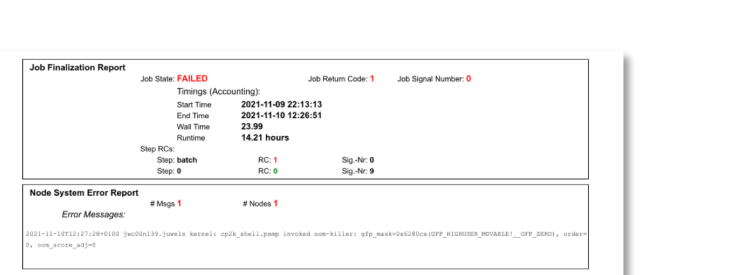 Job Finalization Report
Job State: FAILED Job Return Code: 1 Job Signal Number: 0
Timings (Accounting):
Start Time 2021-11-09 22:13:13
End Time 2021-11-10 12:26:51
Wall Time 23.99
Runtime 14.21 hours
Step RCs:
Step: batch RC: 1 Sig.-Nr: 0
Step: 0 RC: 0 Sig.-Nr: 9
Node System Error Report
# Msgs 1 # Nodes 1
Error Messages:
2021-11-10T12:27:28+0100 jwc00n139.juwels kernel: cp2k_shell.psmp invoked oom-killer: gfp_mask=0x6280ca(GFP_HIGHUSER_MOVABLE!__GFP_ZERO), order=
0, oom_score_adj=0